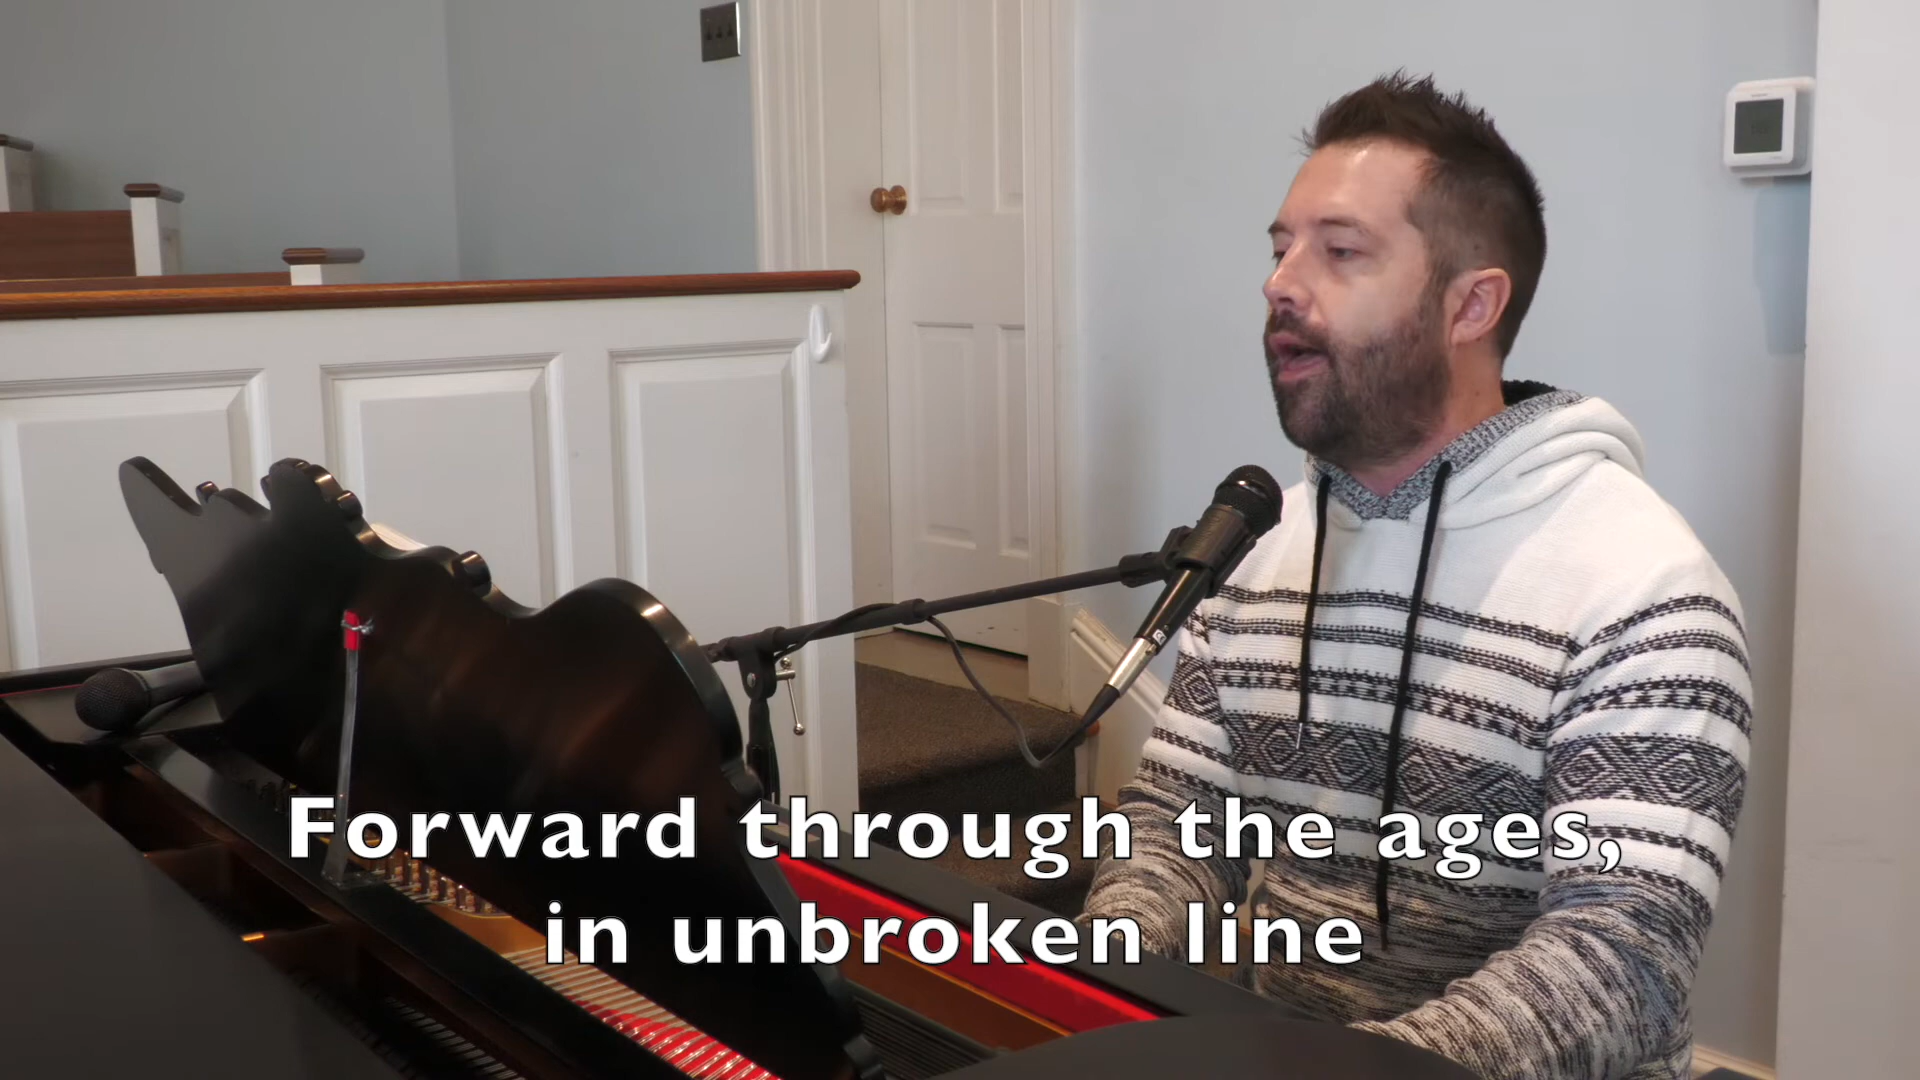 Forward through the ages,
in unbroken line